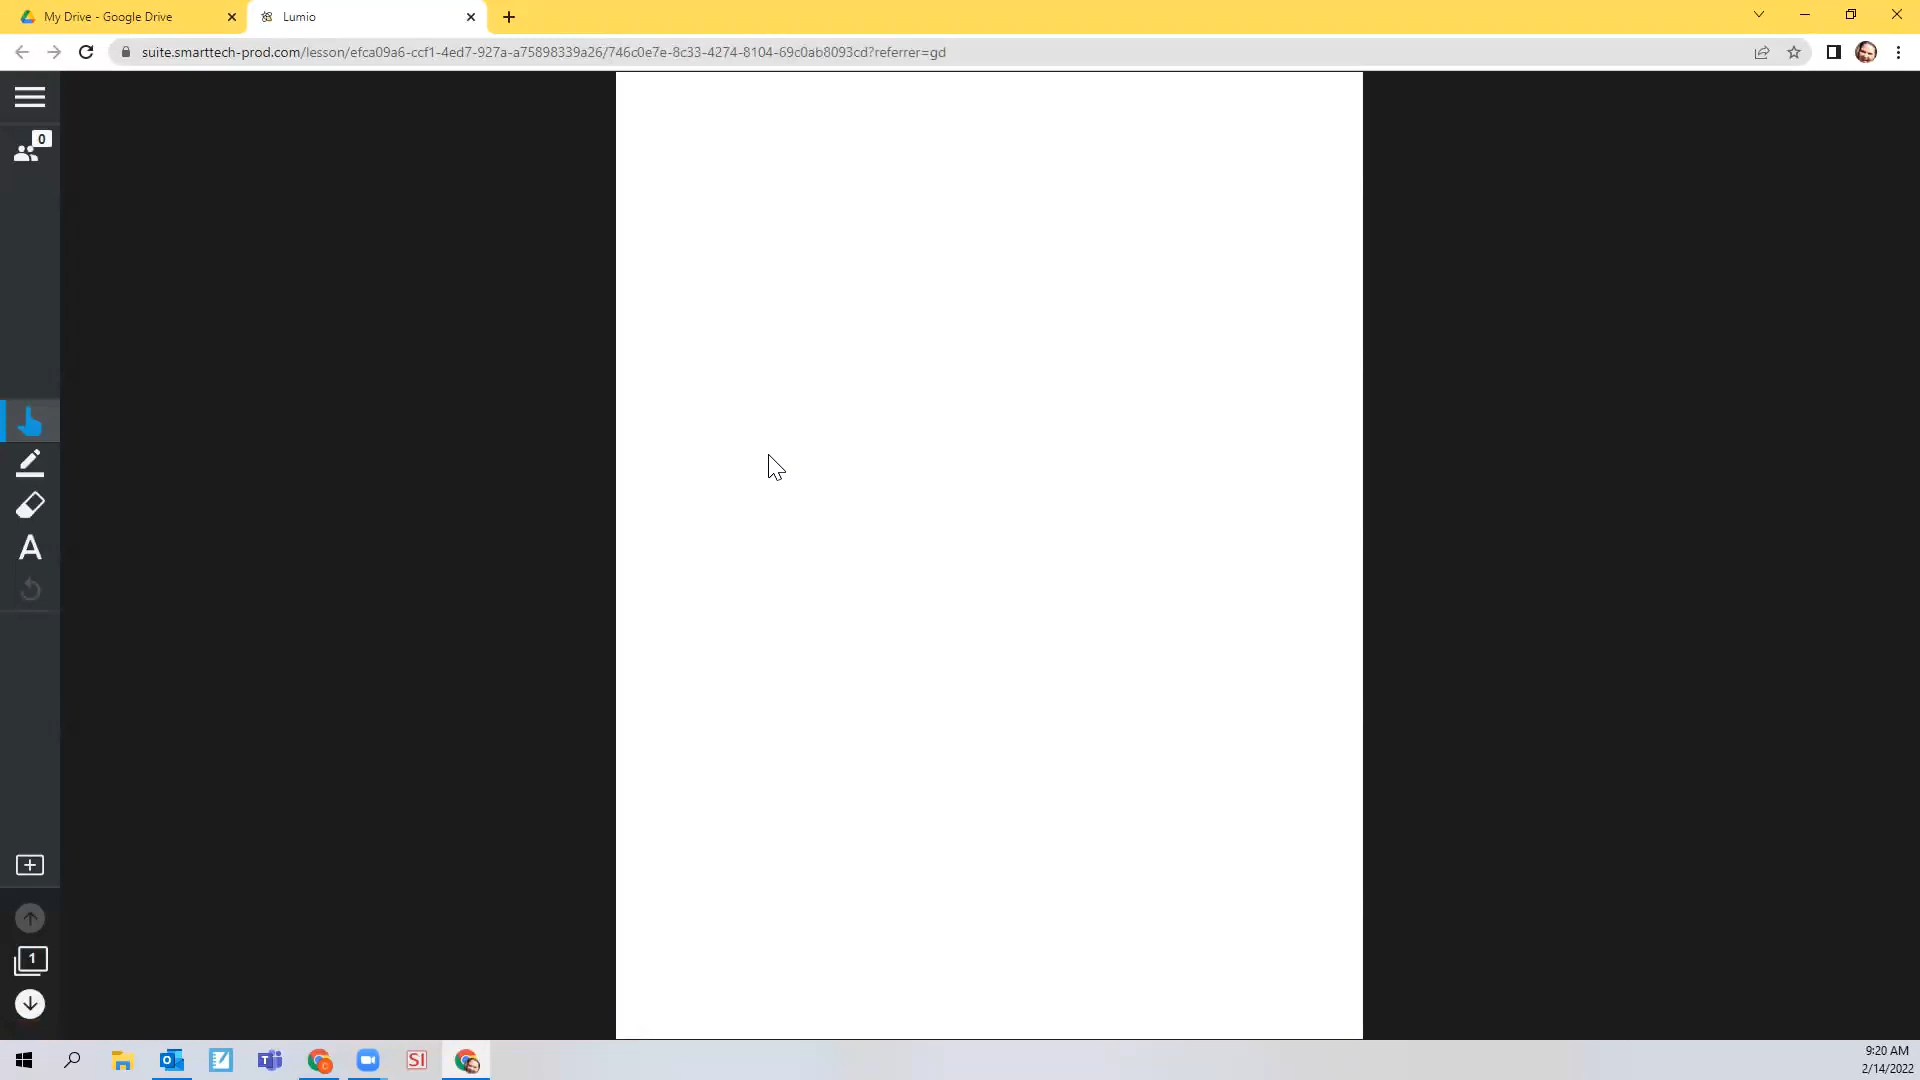 My Drive - Google Drive
Lumio
suite.smarttech-prod.com/lesson/efca09a6-ccf1-4ed7-927a-a75898339a26/746c0e7e-8c33-4274-8104-69c0ab8093cd?referrer=gd
0
A
1
SI
9:20 AM
2/14/2022